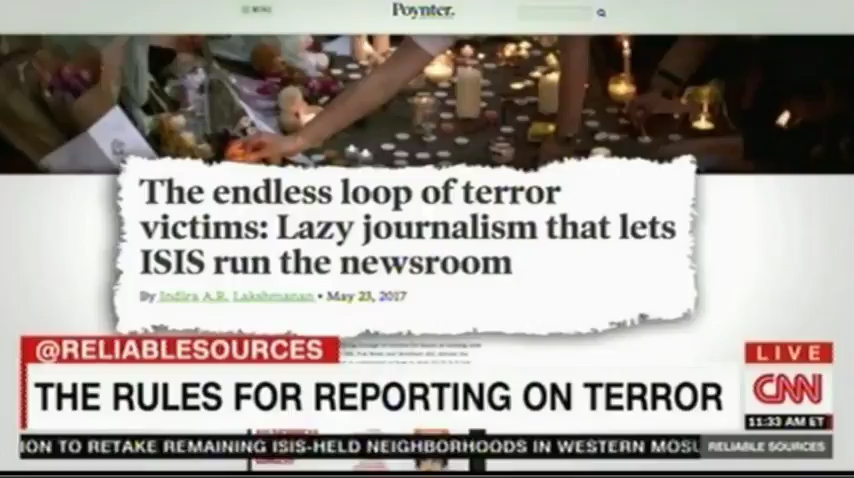 MENU
Poynter.
The endless loop of terror
victims: Lazy journalism that lets
ISIS run the newsroom
By Indira A.R. Lakshmanan • May 23, 2017
@RELIABLESOURCES
THE RULES FOR REPORTING ON TERROR
LIVE
CNN
11:33 AM ET
ION TO RETAKE REMAINING ISIS-HELD NEIGHBORHOODS IN WESTERN MOSU
RELIABLE SOURCES